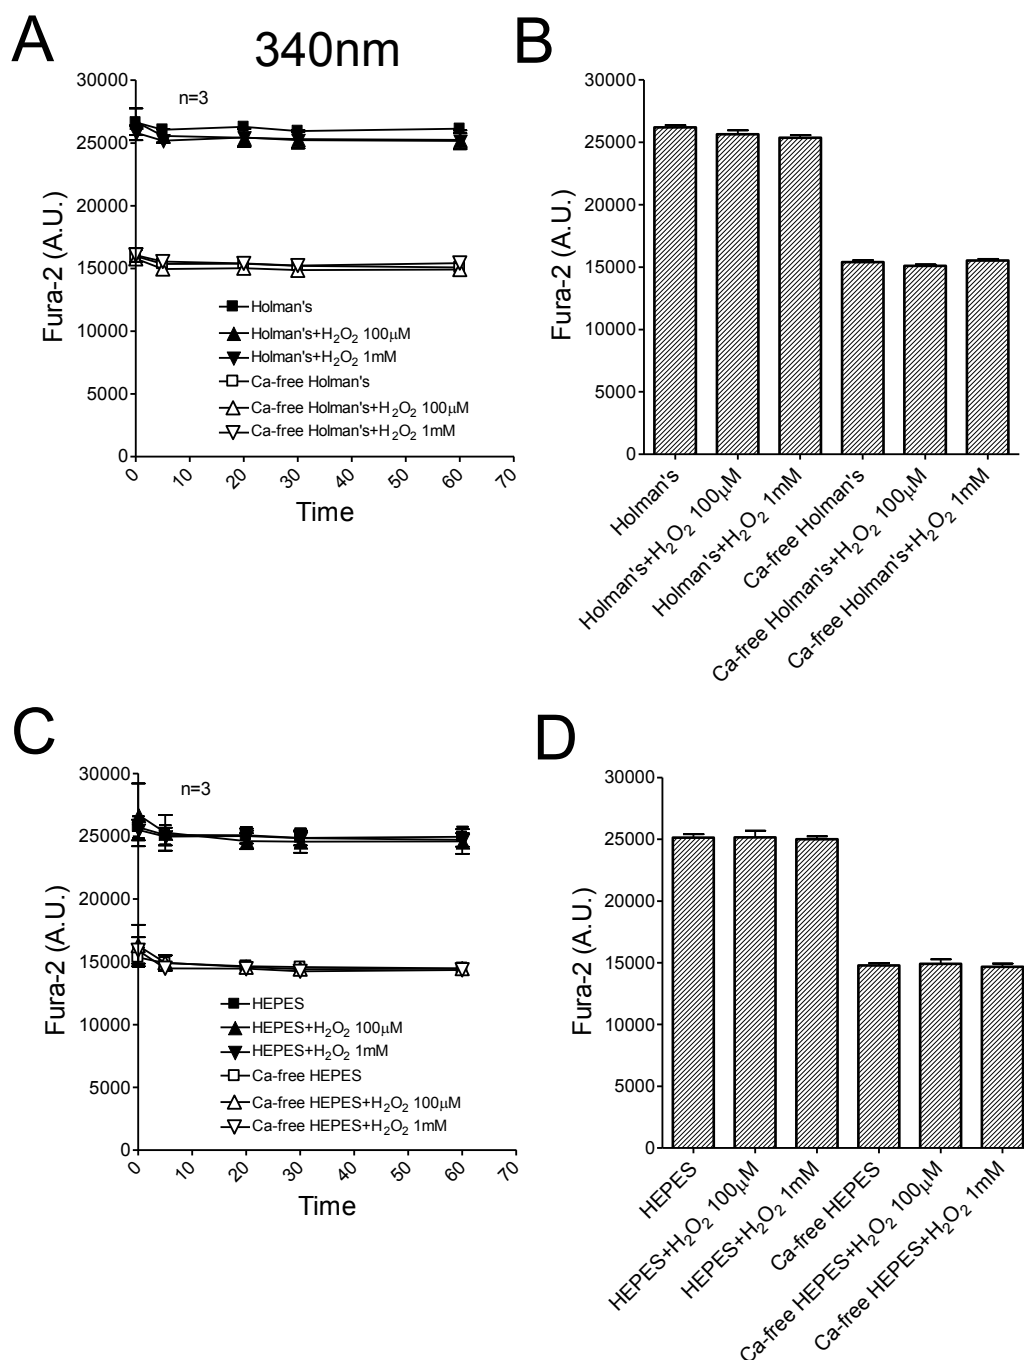 A
340nm
B
30000
25000
20000
15000
10000
5000
0
Fura-2 (A.U.)
n=3
Holman's
Holman's+H₂O₂ 100μM
Holman's+H₂O₂ 1mM
Ca-free Holman's
Ca-free Holman's+H₂O₂ 100μM
Ca-free Holman's+H₂O₂ 1mM
0 10 20 30 40 50 60 70
Time
30000
25000
20000
15000
10000
5000
0
Fura-2 (A.U.)
Holman's
Holman's+H₂O₂ 100μM
Holman's+H₂O₂ 1mM
Ca-free Holman's
Ca-free Holman's+H₂O₂ 100μM
Ca-free Holman's+H₂O₂ 1mM
C
D
30000
25000
20000
15000
10000
5000
0
Fura-2 (A.U.)
n=3
HEPES
HEPES+H₂O₂ 100μM
HEPES+H₂O₂ 1mM
Ca-free HEPES
Ca-free HEPES+H₂O₂ 100μM
Ca-free HEPES+H₂O₂ 1mM
0 10 20 30 40 50 60 70
Time
30000
25000
20000
15000
10000
5000
0
Fura-2 (A.U.)
HEPES
HEPES+H₂O₂ 100μM
HEPES+H₂O₂ 1mM
Ca-free HEPES
Ca-free HEPES+H₂O₂ 100μM
Ca-free HEPES+H₂O₂ 1mM